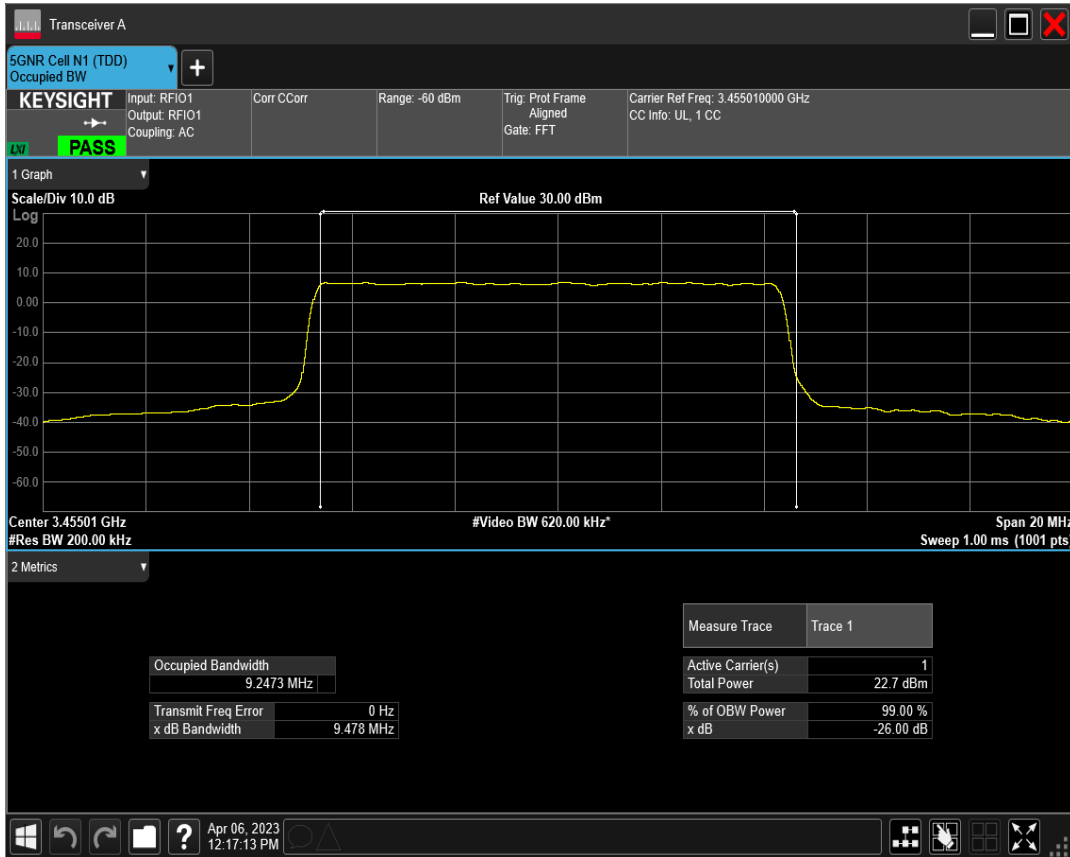 Transceiver A
5GNR Cell N1 (TDD)
Occupied BW
+
KEYSIGHT
LXI
PASS
Input: RFIO1
Output: RFIO1
Coupling: AC
Corr CCorr
Range: -60 dBm
Trig: Prot Frame
Aligned
Gate: FFT
Carrier Ref Freq: 3.455010000 GHz
CC Info: UL, 1 CC
1 Graph
Scale/Div 10.0 dB
Ref Value 30.00 dBm
Log
20.0
10.0
0.00
-10.0
-20.0
-30.0
-40.0
-50.0
-60.0
Center 3.45501 GHz
#Video BW 620.00 kHz*
Span 20 MHz
#Res BW 200.00 kHz
Sweep 1.00 ms (1001 pts)
2 Metrics
Measure Trace Trace 1
Occupied Bandwidth
9.2473 MHz
Active Carrier(s) 1
Total Power 22.7 dBm
Transmit Freq Error 0 Hz
x dB Bandwidth 9.478 MHz
% of OBW Power 99.00 %
x dB -26.00 dB
?
Apr 06, 2023
12:17:13 PM